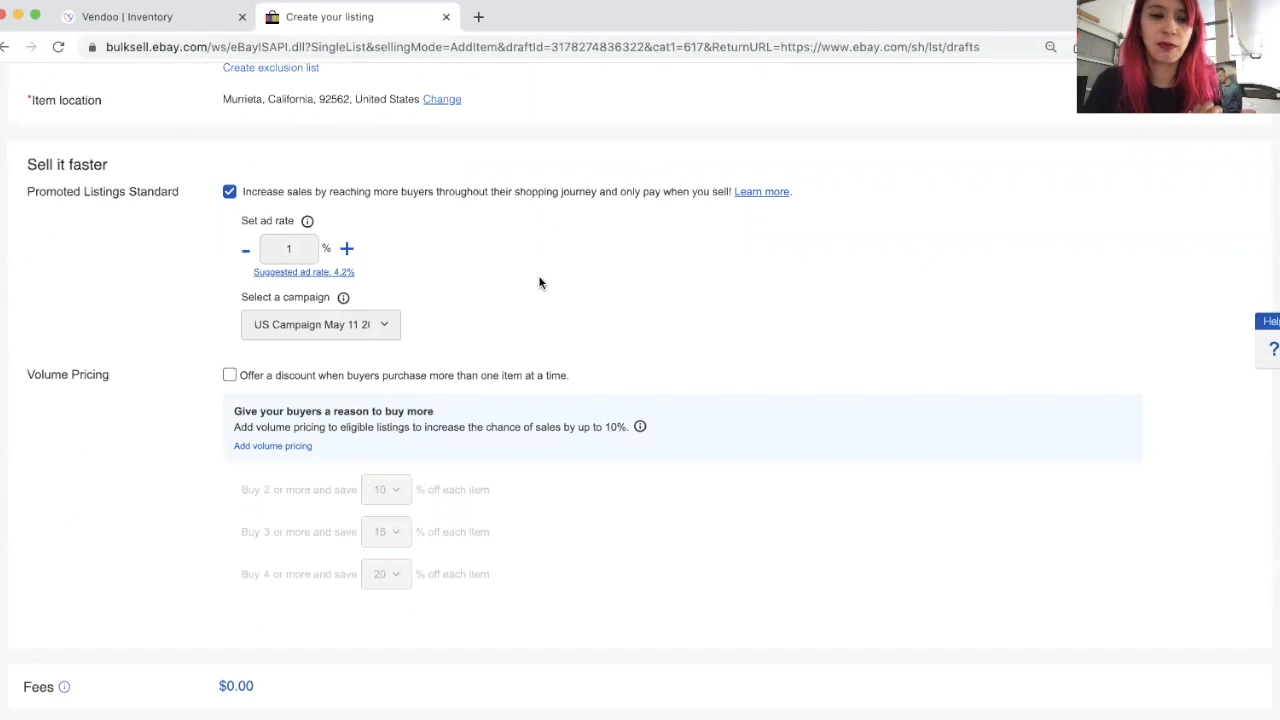 Vendoo | Inventory
Create your listing
bulksell.ebay.com/ws/eBayISAPI.dll?SingleList&sellingMode=AddItem&draftId=3178274836322&cat1=617&ReturnURL=https://www.ebay.com/sh/lst/drafts
Create exclusion list
*Item location
Murrieta, California, 92562, United States Change
Sell it faster
Promoted Listings Standard
Increase sales by reaching more buyers throughout their shopping journey and only pay when you sell! Learn more.
Set ad rate
- 1 % +
Suggested ad rate: 4.2%
Select a campaign
US Campaign May 11 20
Help
?
Volume Pricing
Offer a discount when buyers purchase more than one item at a time.
Give your buyers a reason to buy more
Add volume pricing to eligible listings to increase the chance of sales by up to 10%.
Add volume pricing
Buy 2 or more and save 10 % off each item
Buy 3 or more and save 15 % off each item
Buy 4 or more and save 20 % off each item
Fees
$0.00